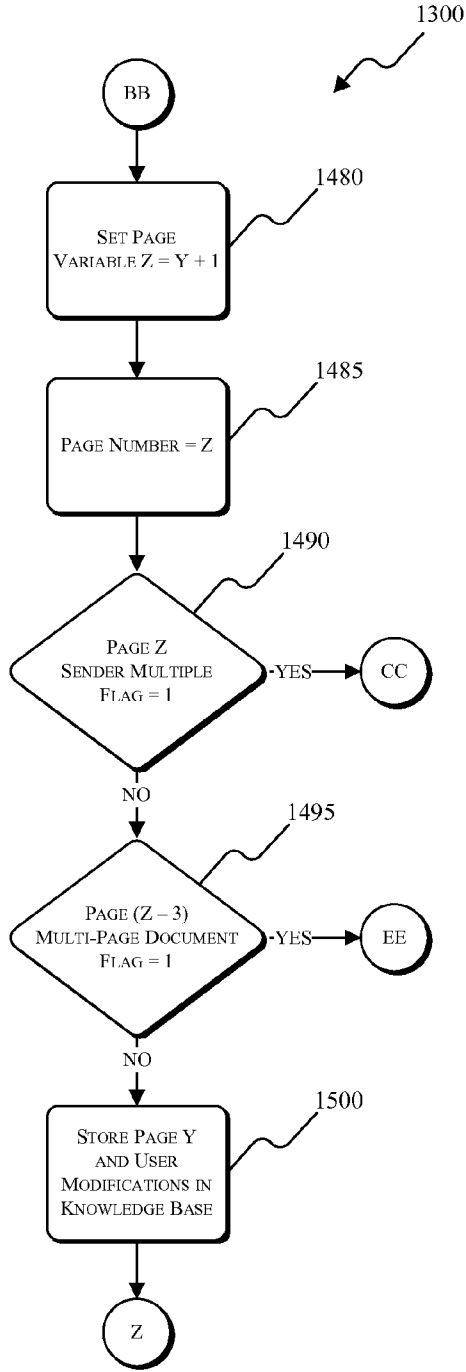 1300
BB
1480
SET PAGE
VARIABLE Z = Y + 1
1485
PAGE NUMBER = Z
1490
PAGE Z
SENDER MULTIPLE
FLAG = 1
YES
CC
NO
1495
PAGE (Z – 3)
MULTI-PAGE DOCUMENT
FLAG = 1
YES
EE
NO
1500
STORE PAGE Y
AND USER
MODIFICATIONS IN
KNOWLEDGE BASE
Z